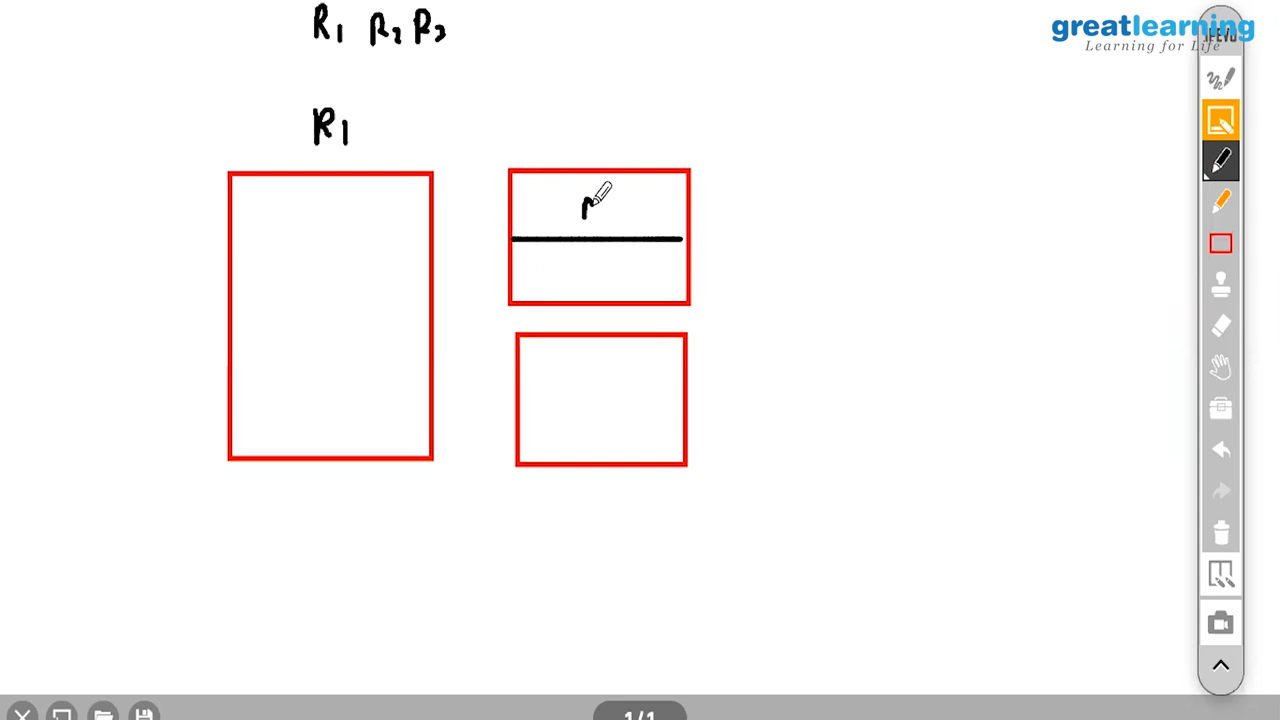 R1 R2 R3
greatlearning
Learning for Life
R1
1/1